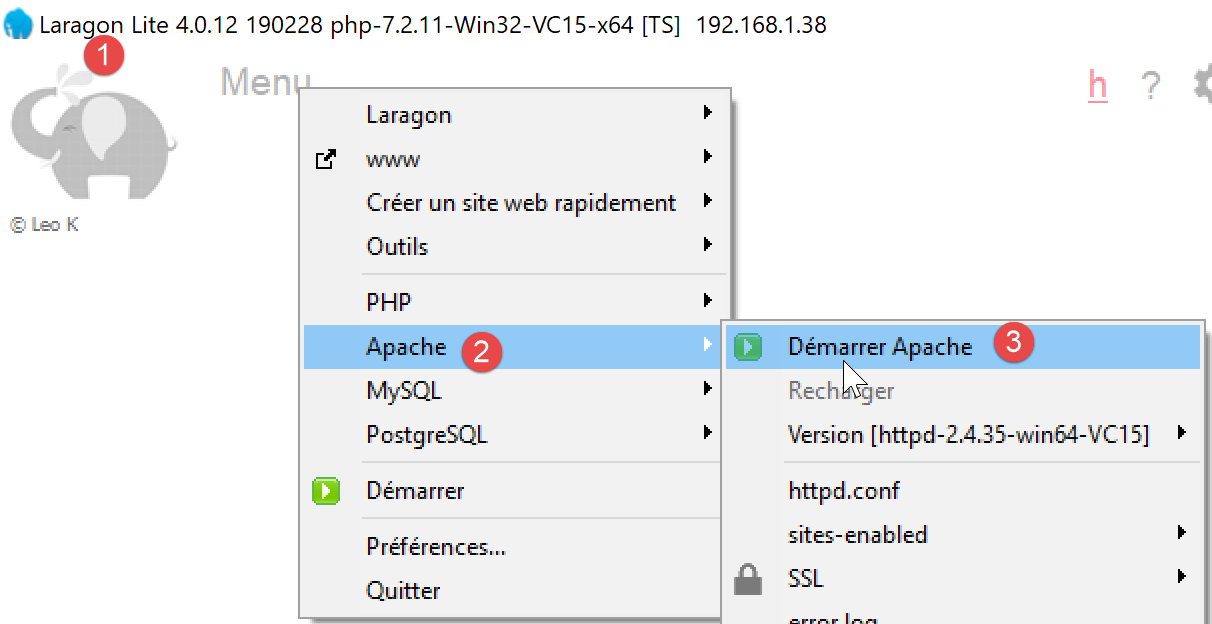 Laragon Lite 4.0.12 190228 php-7.2.11-Win32-VC15-x64 [TS] 192.168.1.38
1
Menu
h ?
© Leo K
Laragon
www
Créer un site web rapidement
Outils
PHP
Apache 2
MySQL
PostgreSQL
Démarrer
Préférences...
Quitter
Démarrer Apache 3
Recharger
Version [httpd-2.4.35-win64-VC15]
httpd.conf
sites-enabled
SSL
error.log